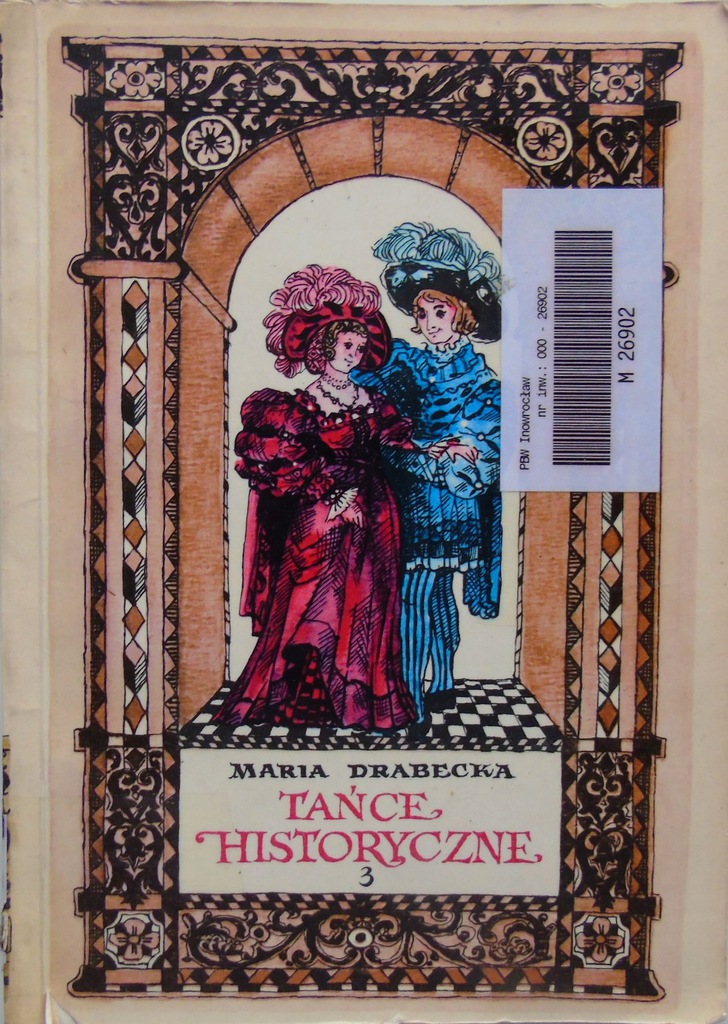 PBW Inowrocław
nr inw.: 000 - 26902
M 26902
MARIA DRABECKA
TAŃCE
HISTORYCZNE
3